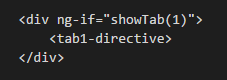 <div ng-if="showTab(1)">
    <tab1-directive>
</div>